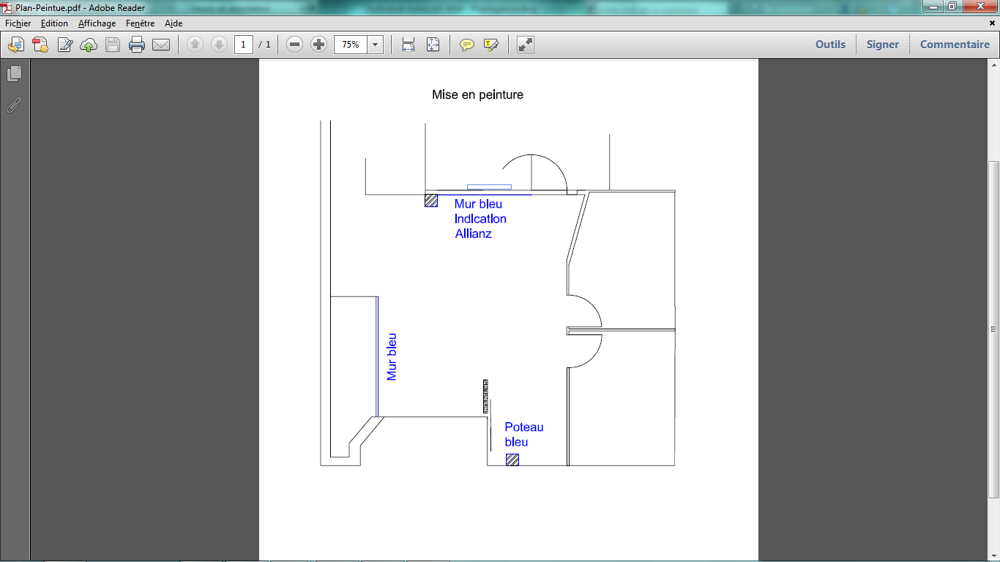 Plan-Peintue.pdf - Adobe Reader
Fichier Edition Affichage Fenêtre Aide
1 / 1 75% Outils Signer Commentaire
Mise en peinture
Mur bleu
Indication
Allianz
Mur bleu
Poteau
bleu